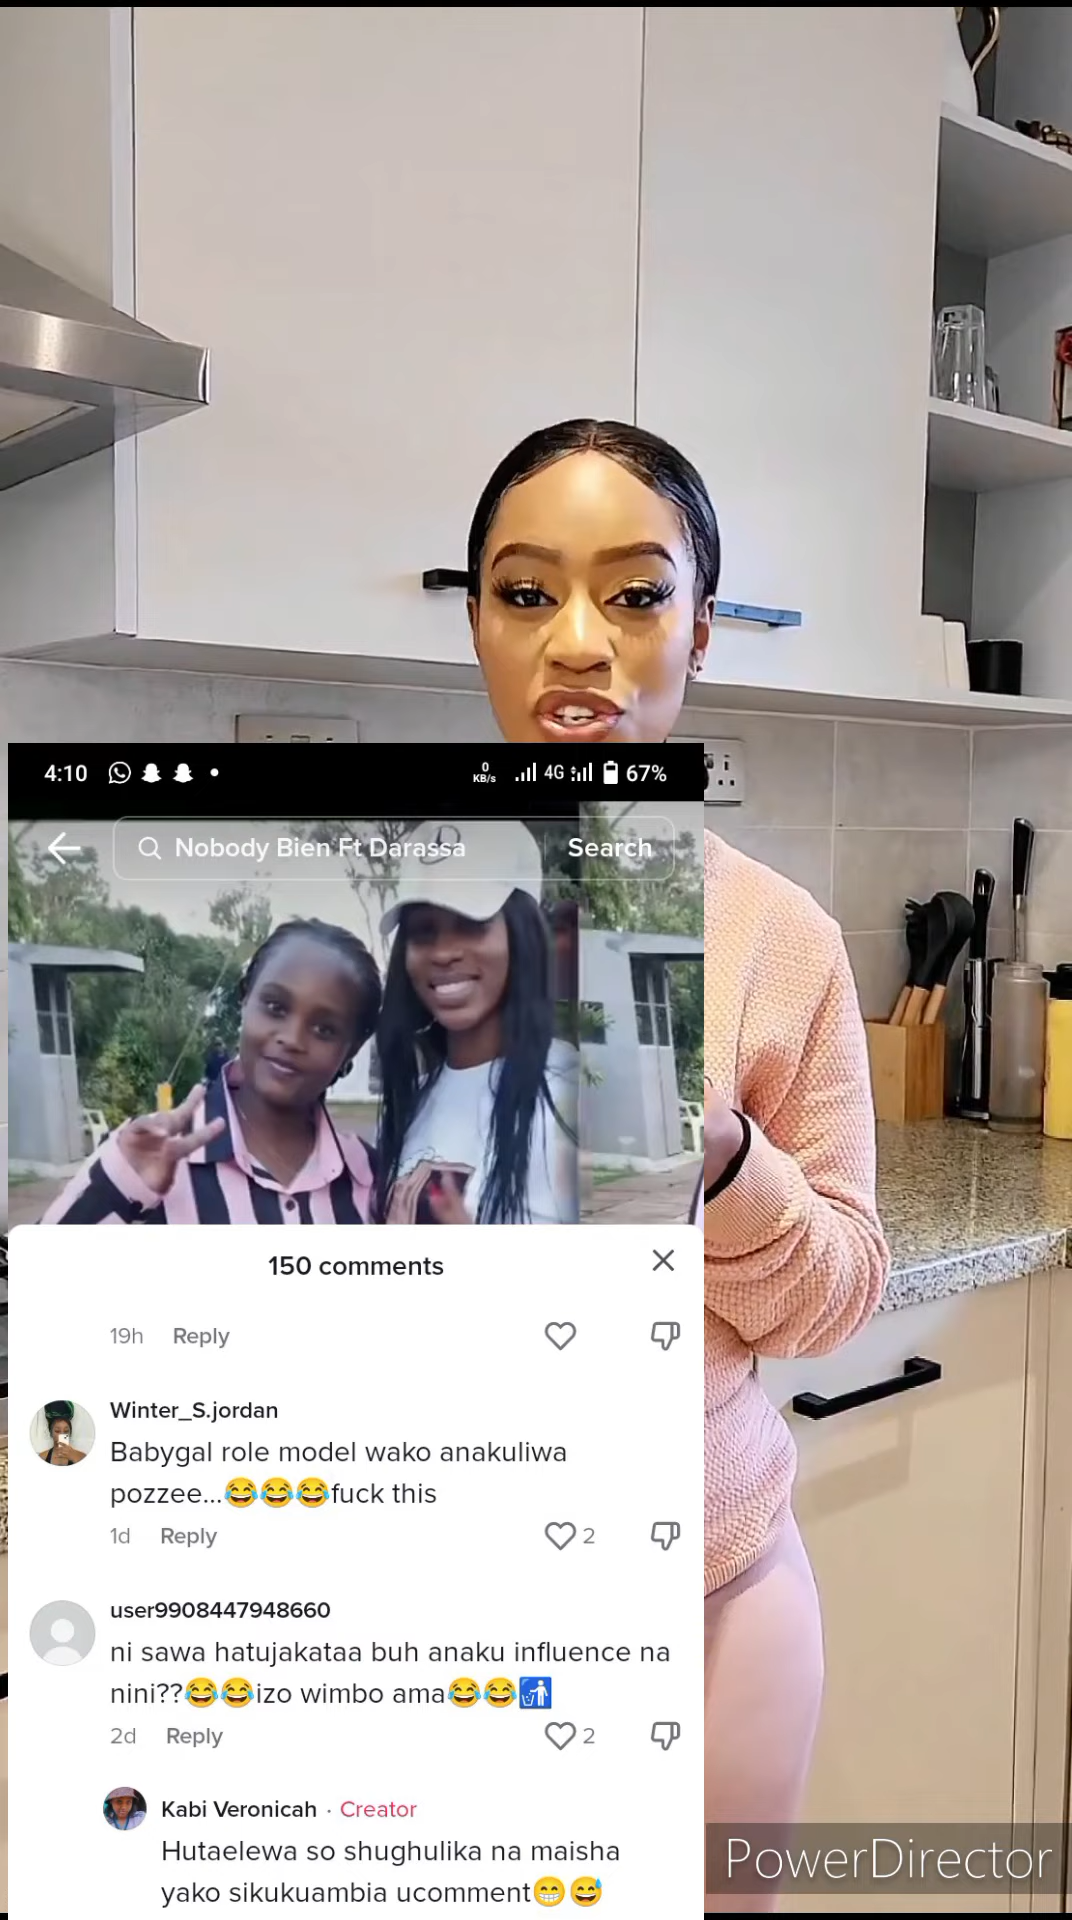 4:10
0
KB/s
4G
67%
Nobody Bien Ft Darassa
Search
150 comments
19h
Reply
Winter_S.jordan
Babygal role model wako anakuliwa
pozzee...😂😂😂fuck this
1d
Reply
2
user9908447948660
ni sawa hatujakataa buh anaku influence na
nini??😂😂izo wimbo ama😂😂🚮
2d
Reply
2
Kabi Veronicah · Creator
Hutaelewa so shughulika na maisha
yako sikukuambia ucomment😁😅
PowerDirector